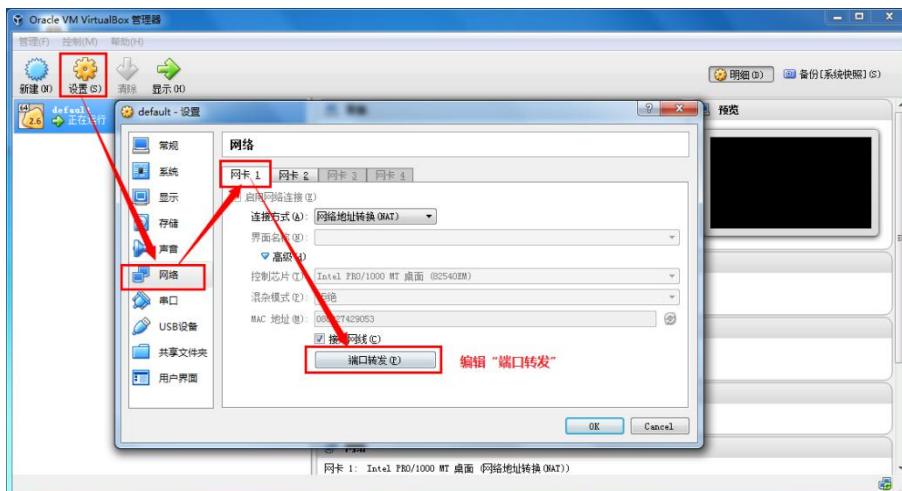 Oracle VM VirtualBox 管理器
管理(F) 控制(M) 帮助(H)
新建(N) 设置(S) 清除 显示(H)
明细(D) 备份[系统快照](S)
64
2.6
default
正在运行
预览
default - 设置
常规
系统
显示
存储
声音
网络
串口
USB设备
共享文件夹
用户界面
网络
网卡 1 网卡 2 网卡 3 网卡 4
启用网络连接(E)
连接方式(A): 网络地址转换(NAT)
界面名称(N):
高级(d)
控制芯片(T): Intel PRO/1000 MT 桌面 (82540EM)
混杂模式(P): 拒绝
MAC 地址(M):
接入网线(C)
端口转发(P)
编辑“端口转发”
OK Cancel
网卡 1: Intel PRO/1000 MT 桌面 (网络地址转换(NAT))